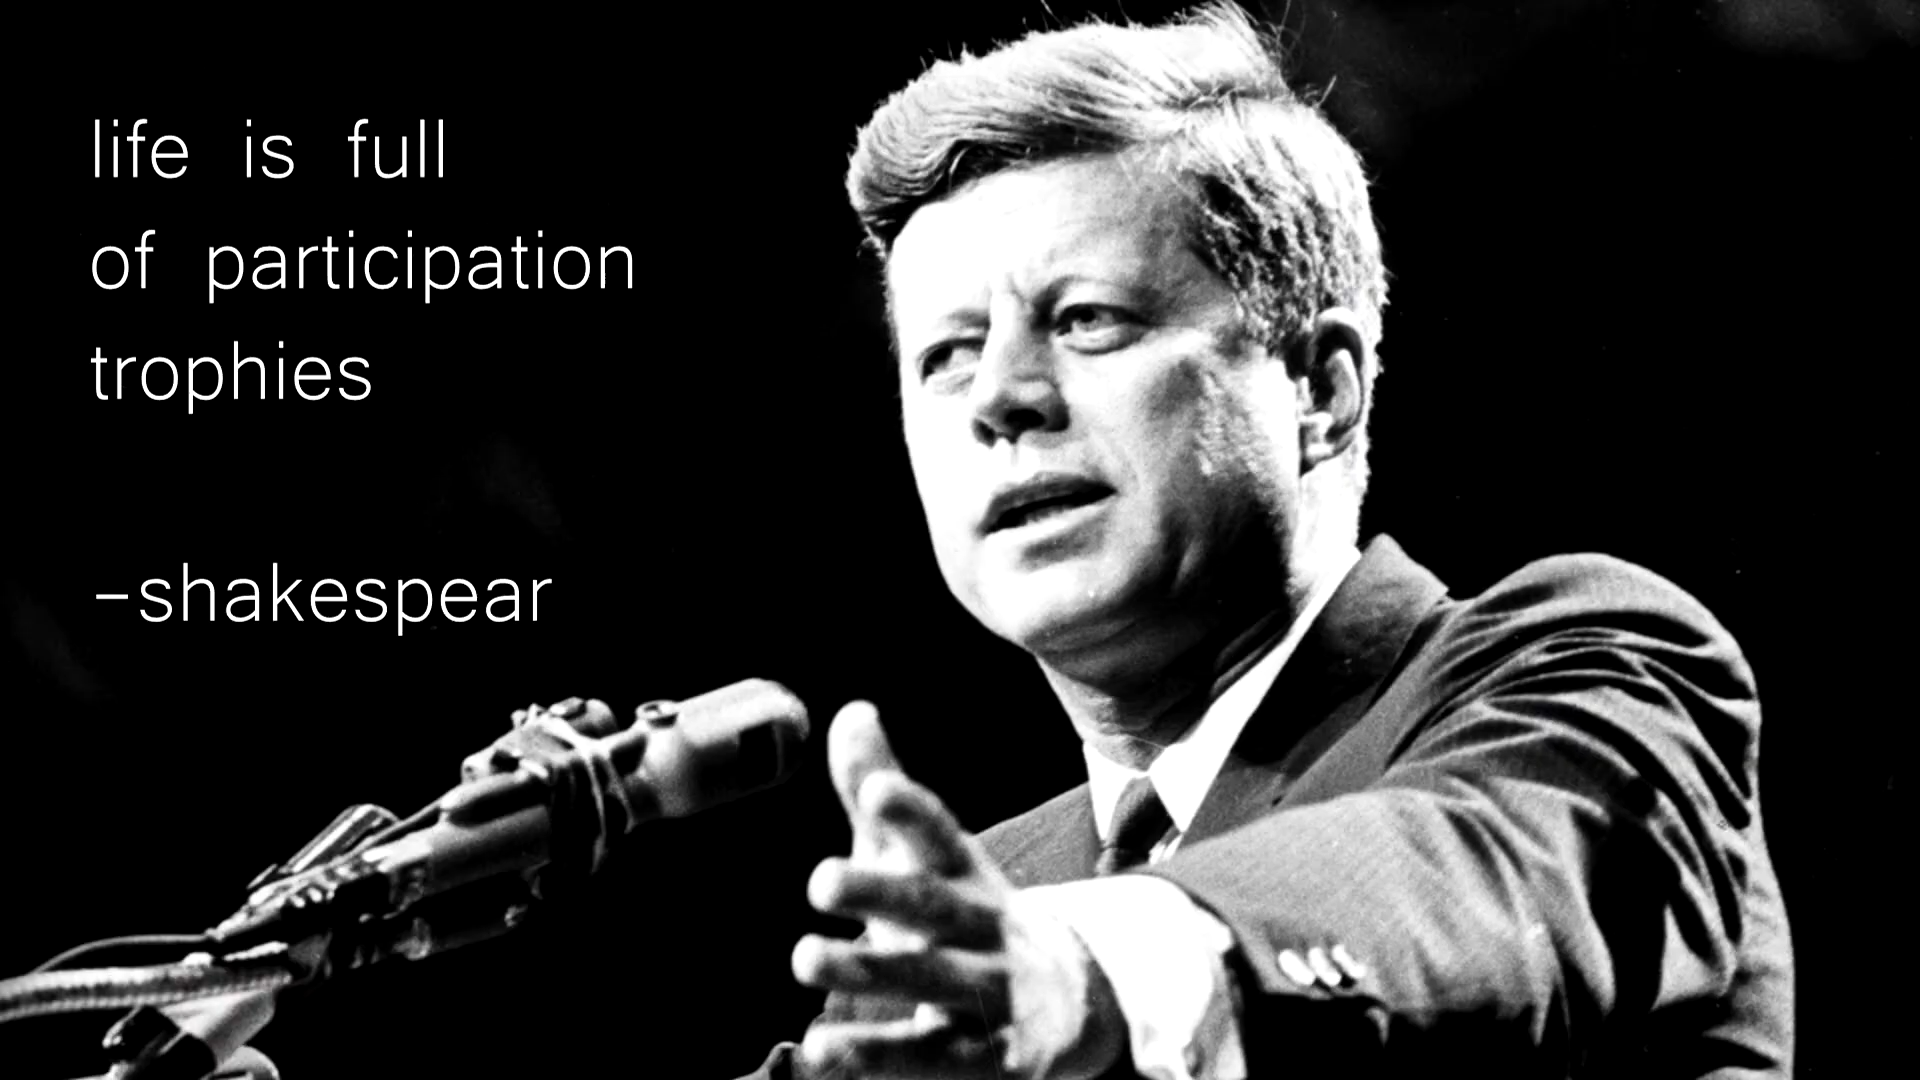 life is full
of participation
trophies
-shakespear